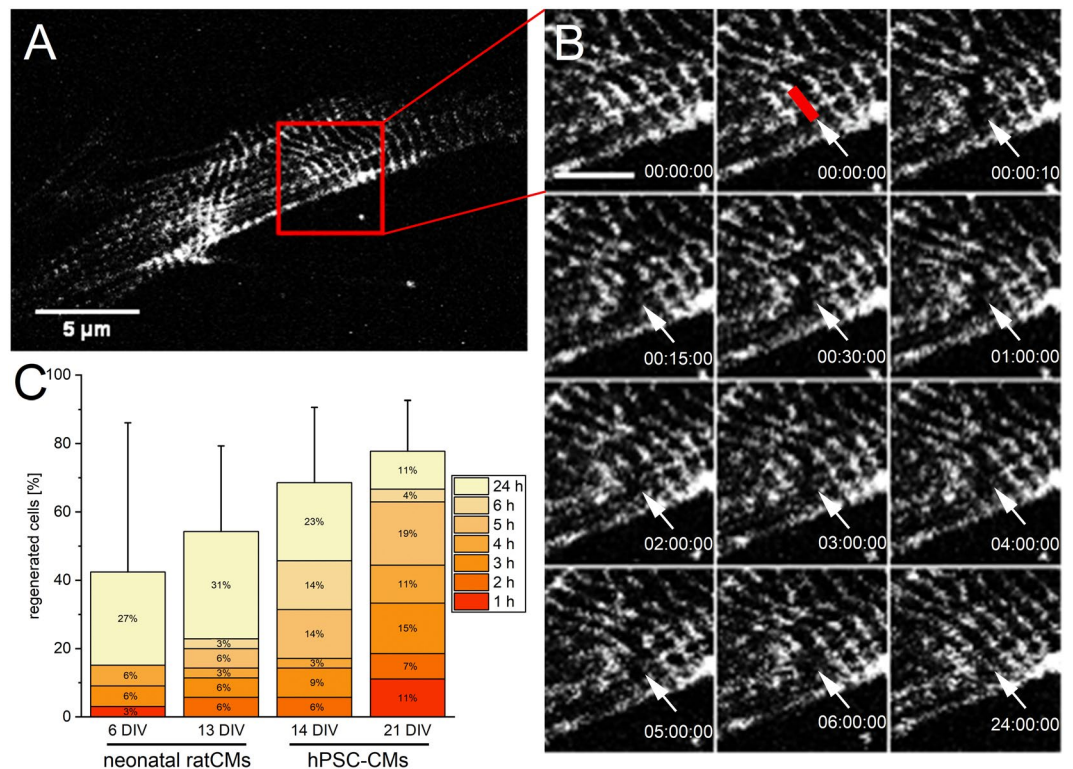 A
5 µm
B
00:00:00
00:00:00
00:00:10
00:15:00
00:30:00
01:00:00
02:00:00
03:00:00
04:00:00
05:00:00
06:00:00
24:00:00
C
regenerated cells [%]
100
80
60
40
20
0
27%
6%
6%
3%
31%
3%
6%
3%
6%
6%
23%
14%
14%
3%
9%
6%
11%
4%
19%
11%
15%
7%
11%
24 h
6 h
5 h
4 h
3 h
2 h
1 h
6 DIV
13 DIV
14 DIV
21 DIV
neonatal ratCMs
hPSC-CMs